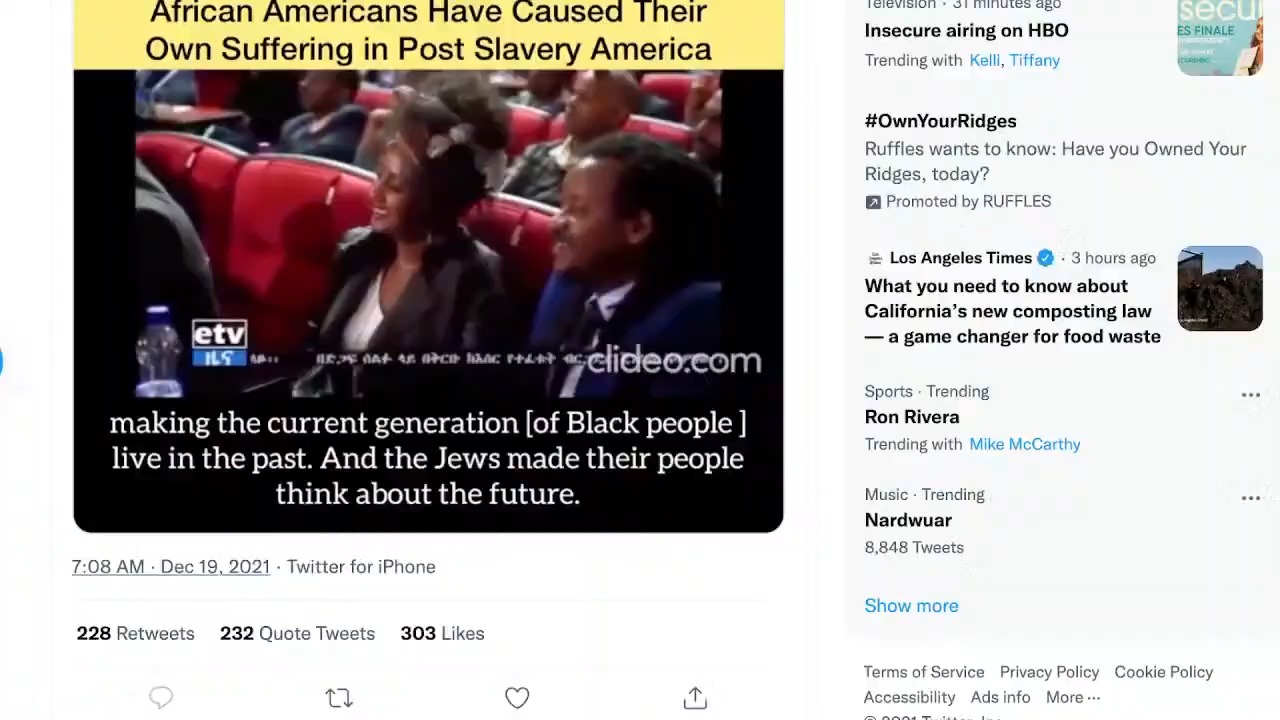 African Americans Have Caused Their
Own Suffering in Post Slavery America
etv
ዜና
clideo.com
making the current generation [of Black people ]
live in the past. And the Jews made their people
think about the future.
7:08 AM · Dec 19, 2021 · Twitter for iPhone
228 Retweets 232 Quote Tweets 303 Likes
Television · 31 minutes ago
Insecure airing on HBO
Trending with Kelli, Tiffany
ES FINALE
#OwnYourRidges
Ruffles wants to know: Have you Owned Your
Ridges, today?
Promoted by RUFFLES
Los Angeles Times · 3 hours ago
What you need to know about
California's new composting law
— a game changer for food waste
Sports · Trending
Ron Rivera
Trending with Mike McCarthy
Music · Trending
Nardwuar
8,848 Tweets
Show more
Terms of Service Privacy Policy Cookie Policy
Accessibility Ads info More ···
© 2021 Twitter, Inc.